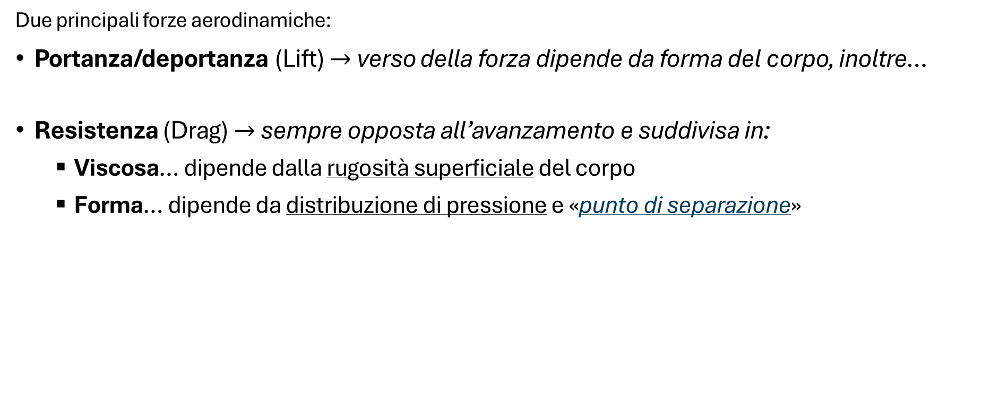 Due principali forze aerodinamiche:
• Portanza/deportanza (Lift) → verso della forza dipende da forma del corpo, inoltre…
• Resistenza (Drag) → sempre opposta all’avanzamento e suddivisa in:
▪ Viscosa… dipende dalla rugosità superficiale del corpo
▪ Forma… dipende da distribuzione di pressione e «punto di separazione»